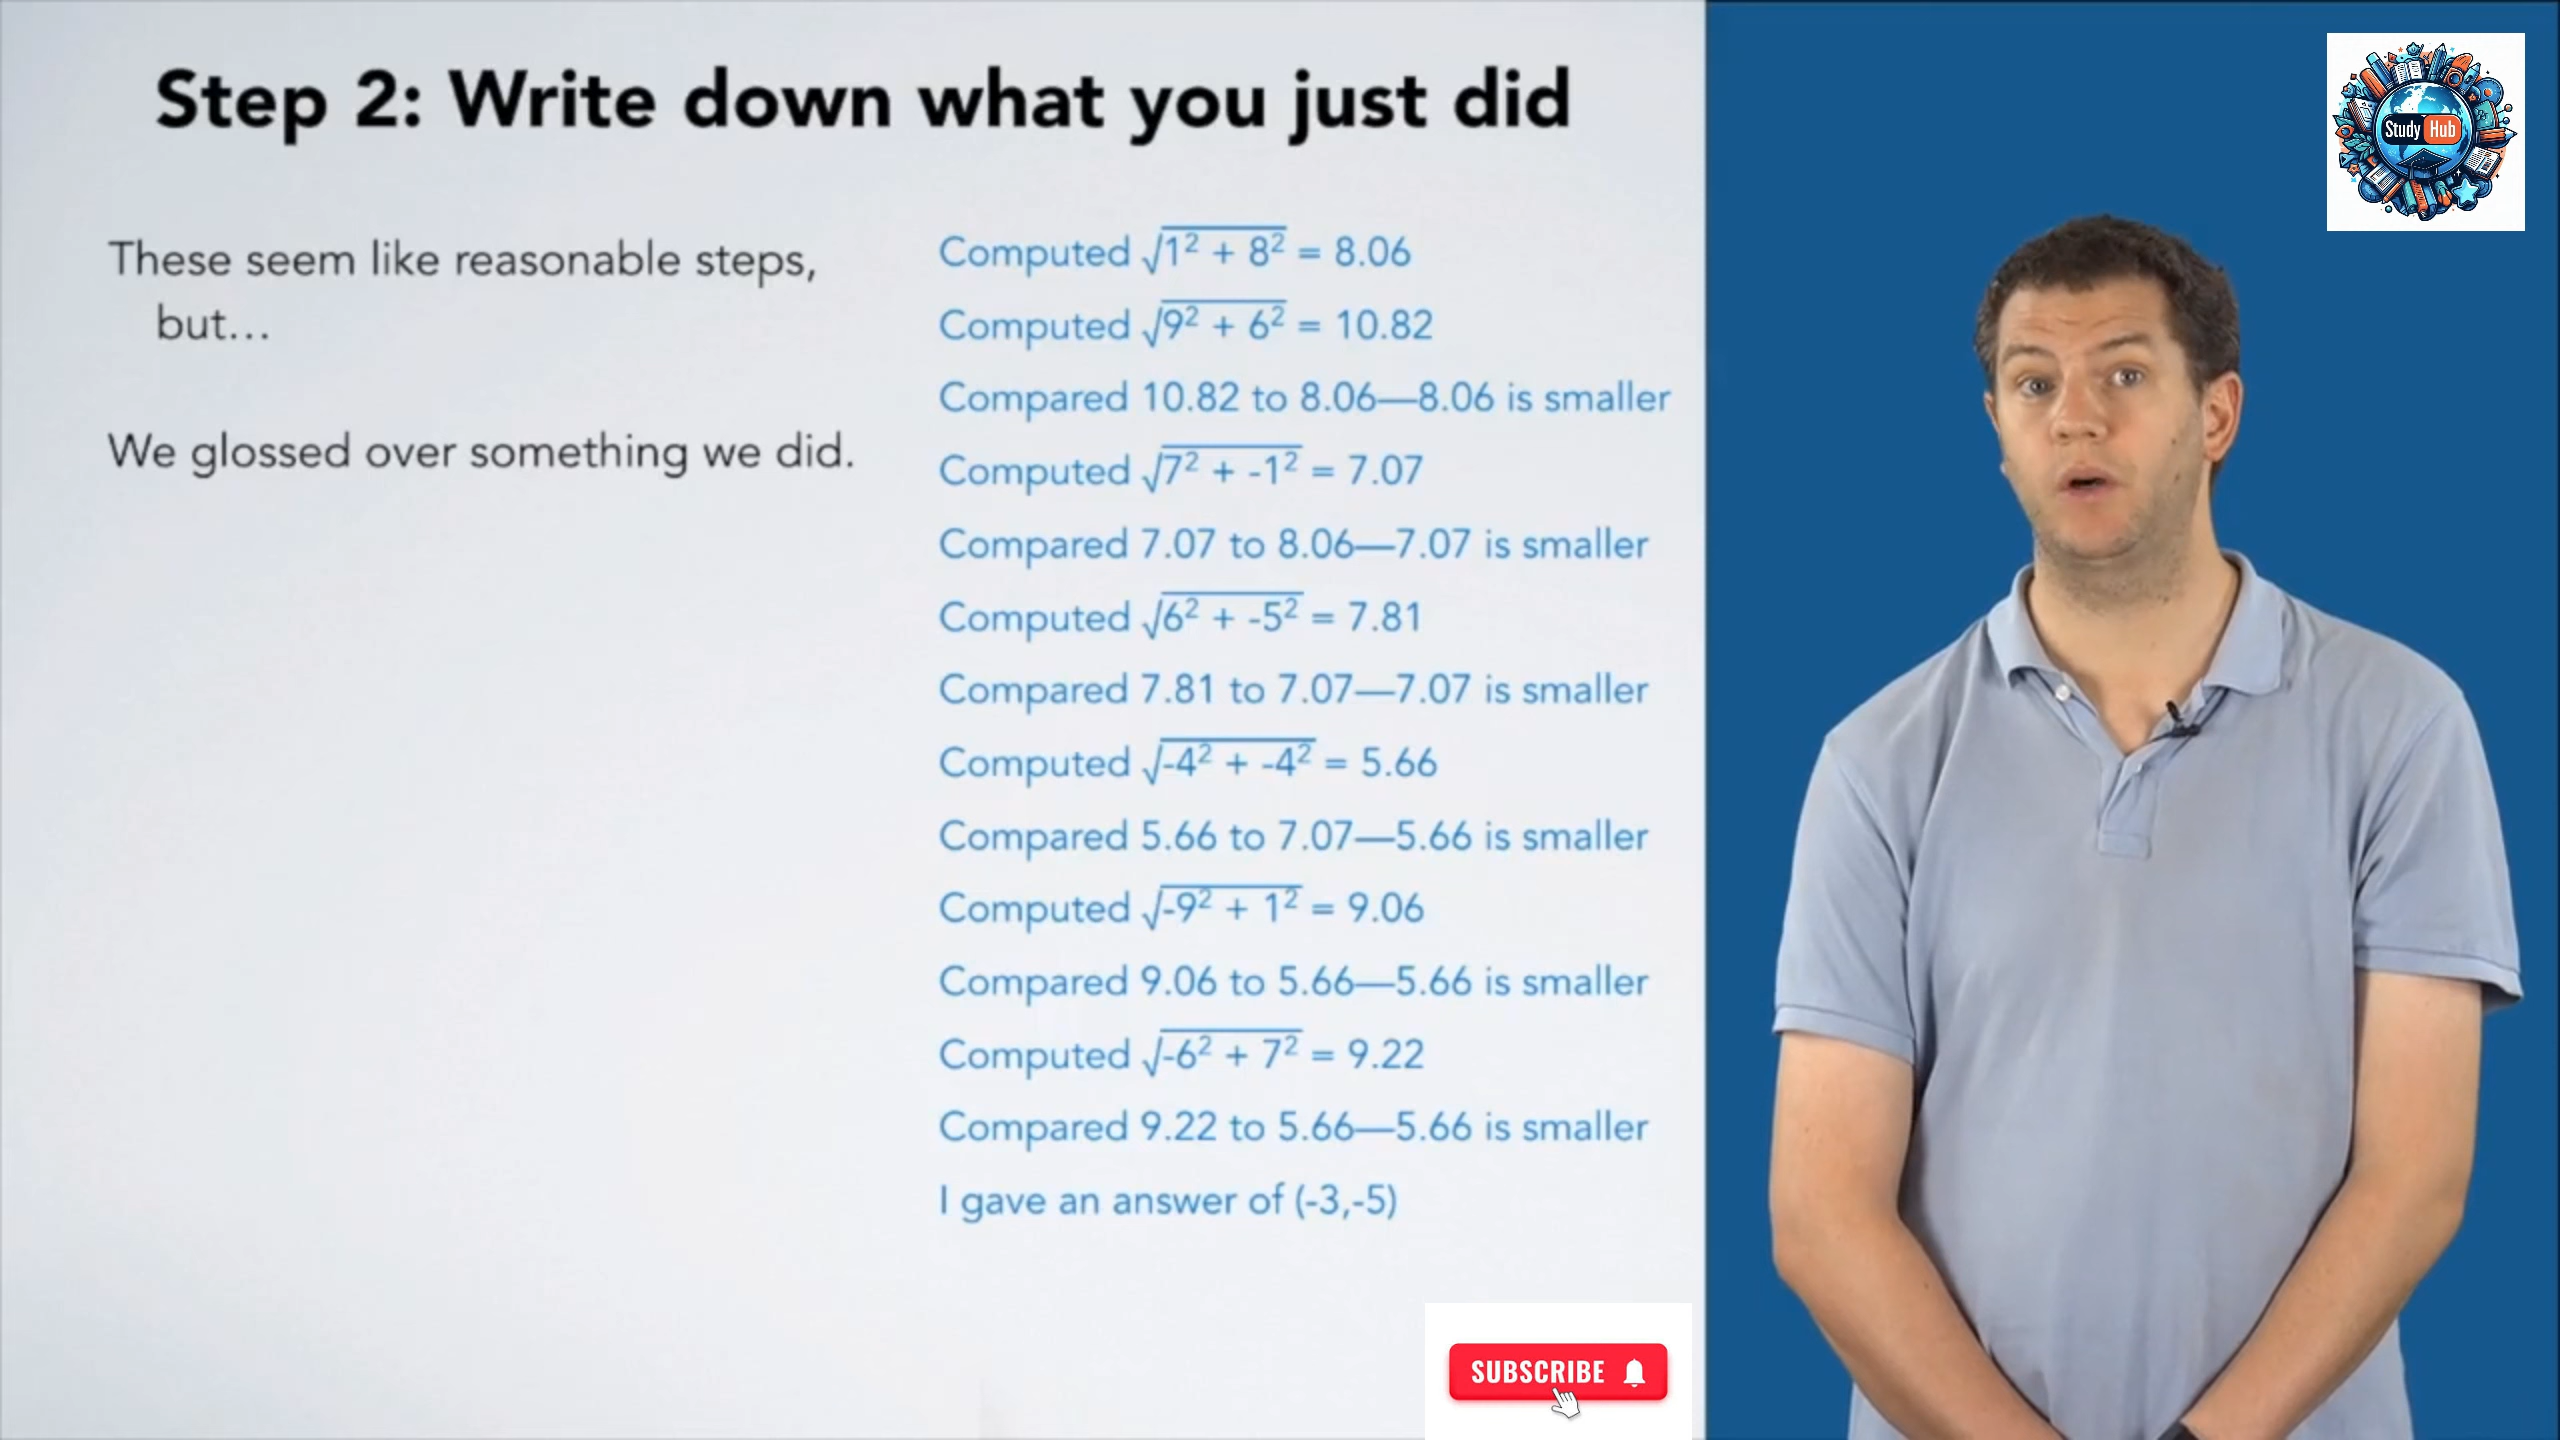 Step 2: Write down what you just did
These seem like reasonable steps,
but...
We glossed over something we did.
Computed √1² + 8² = 8.06
Computed √9² + 6² = 10.82
Compared 10.82 to 8.06—8.06 is smaller
Computed √7² + -1² = 7.07
Compared 7.07 to 8.06—7.07 is smaller
Computed √6² + -5² = 7.81
Compared 7.81 to 7.07—7.07 is smaller
Computed √-4² + -4² = 5.66
Compared 5.66 to 7.07—5.66 is smaller
Computed √-9² + 1² = 9.06
Compared 9.06 to 5.66—5.66 is smaller
Computed √-6² + 7² = 9.22
Compared 9.22 to 5.66—5.66 is smaller
I gave an answer of (-3,-5)
Study Hub
SUBSCRIBE